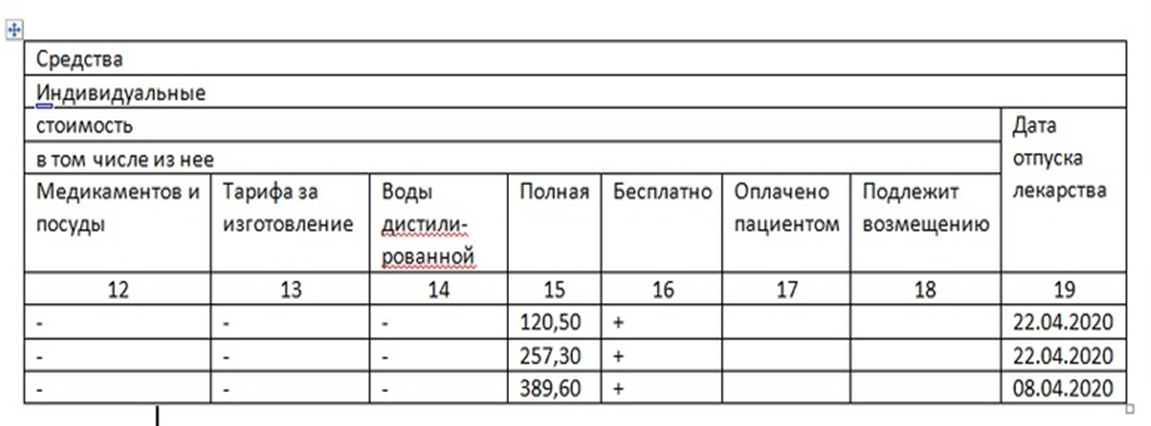 Средства
Индивидуальные
стоимость
Дата отпуска лекарства
в том числе из нее
Медикаментов и посуды
Тарифа за изготовление
Воды дистили-рованной
Полная
Бесплатно
Оплачено пациентом
Подлежит возмещению
12 13 14 15 16 17 18 19
- - - 120,50 + 22.04.2020
- - - 257,30 + 22.04.2020
- - - 389,60 + 08.04.2020